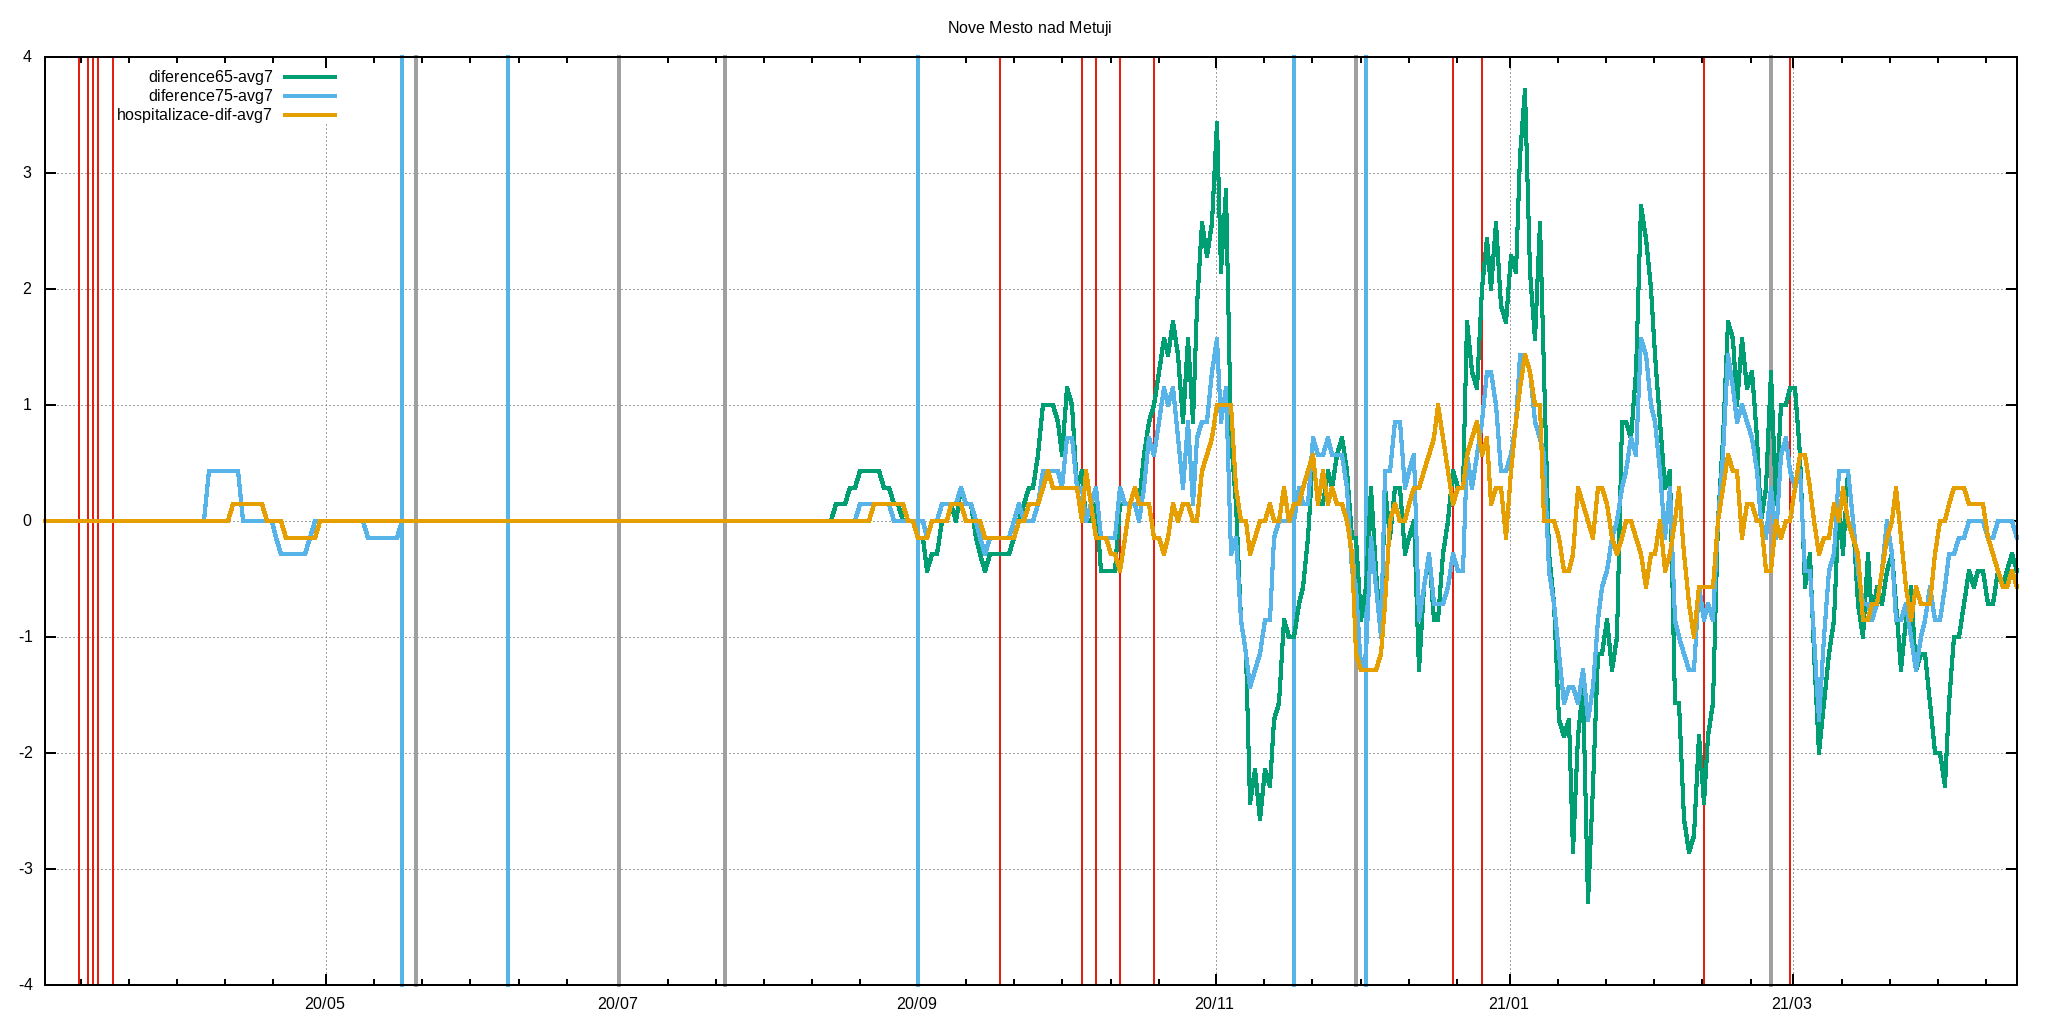 Nove Mesto nad Metuji
diference65-avg7
diference75-avg7
hospitalizace-dif-avg7
4
3
2
1
0
-1
-2
-3
-4
20/05 20/07 20/09 20/11 21/01 21/03